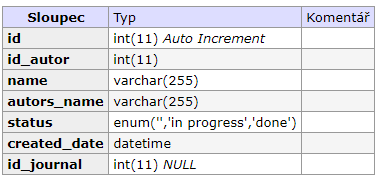 Sloupec Typ Komentář
id int(11) Auto Increment
id_autor int(11)
name varchar(255)
autors_name varchar(255)
status enum('','in progress','done')
created_date datetime
id_journal int(11) NULL